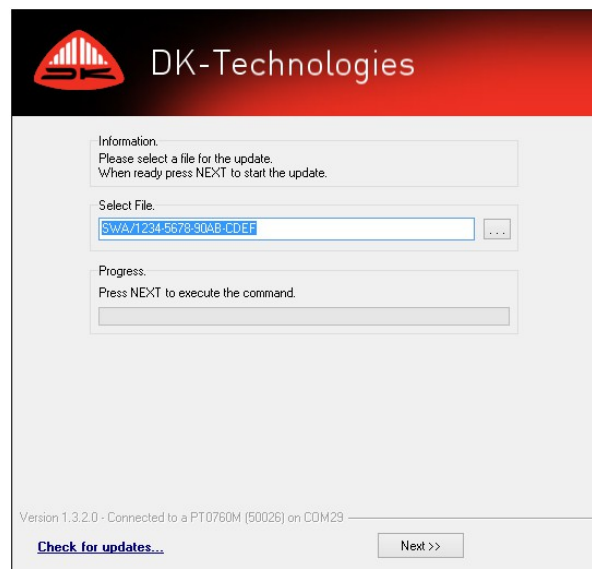 DK
DK-Technologies
Information.
Please select a file for the update.
When ready press NEXT to start the update.
Select File.
SWA/1234-5678-90AB-CDEF
...
Progress.
Press NEXT to execute the command.
Version 1.3.2.0 - Connected to a PT0760M (50026) on COM29
Check for updates...
Next >>